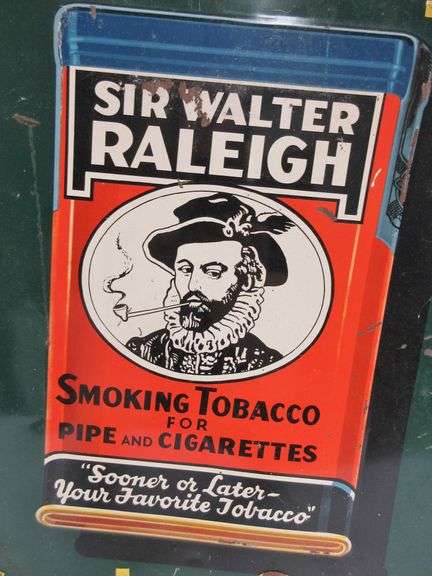 SIR WALTER
RALEIGH
SMOKING TOBACCO
FOR
PIPE AND CIGARETTES
"Sooner or Later-
Your Favorite Tobacco"